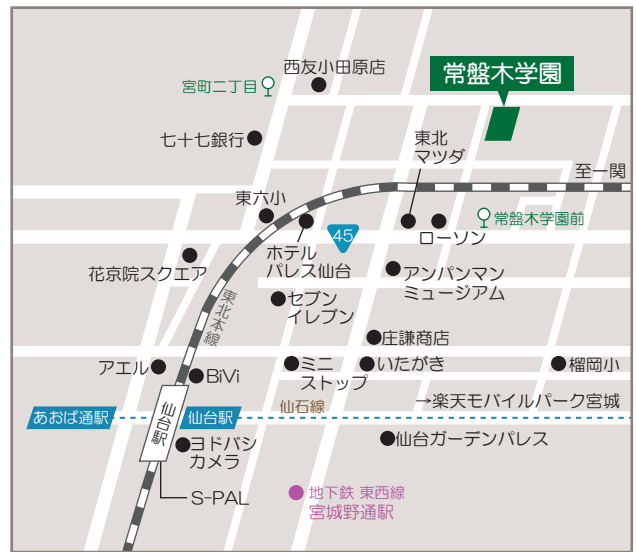 西友小田原店
宮町二丁目
常盤木学園
七十七銀行
東北
マツダ
至一関
東六小
常盤木学園前
45
ローソン
ホテル
パレス仙台
花京院スクエア
アンパンマン
ミュージアム
セブン
イレブン
東北本線
庄謙商店
アエル
BiVi
ミニ
ストップ
いたがき
榴岡小
仙石線
→楽天モバイルパーク宮城
あおば通駅
仙台駅
仙台駅
ヨドバシ
カメラ
仙台ガーデンパレス
S-PAL
地下鉄 東西線
宮城野通駅